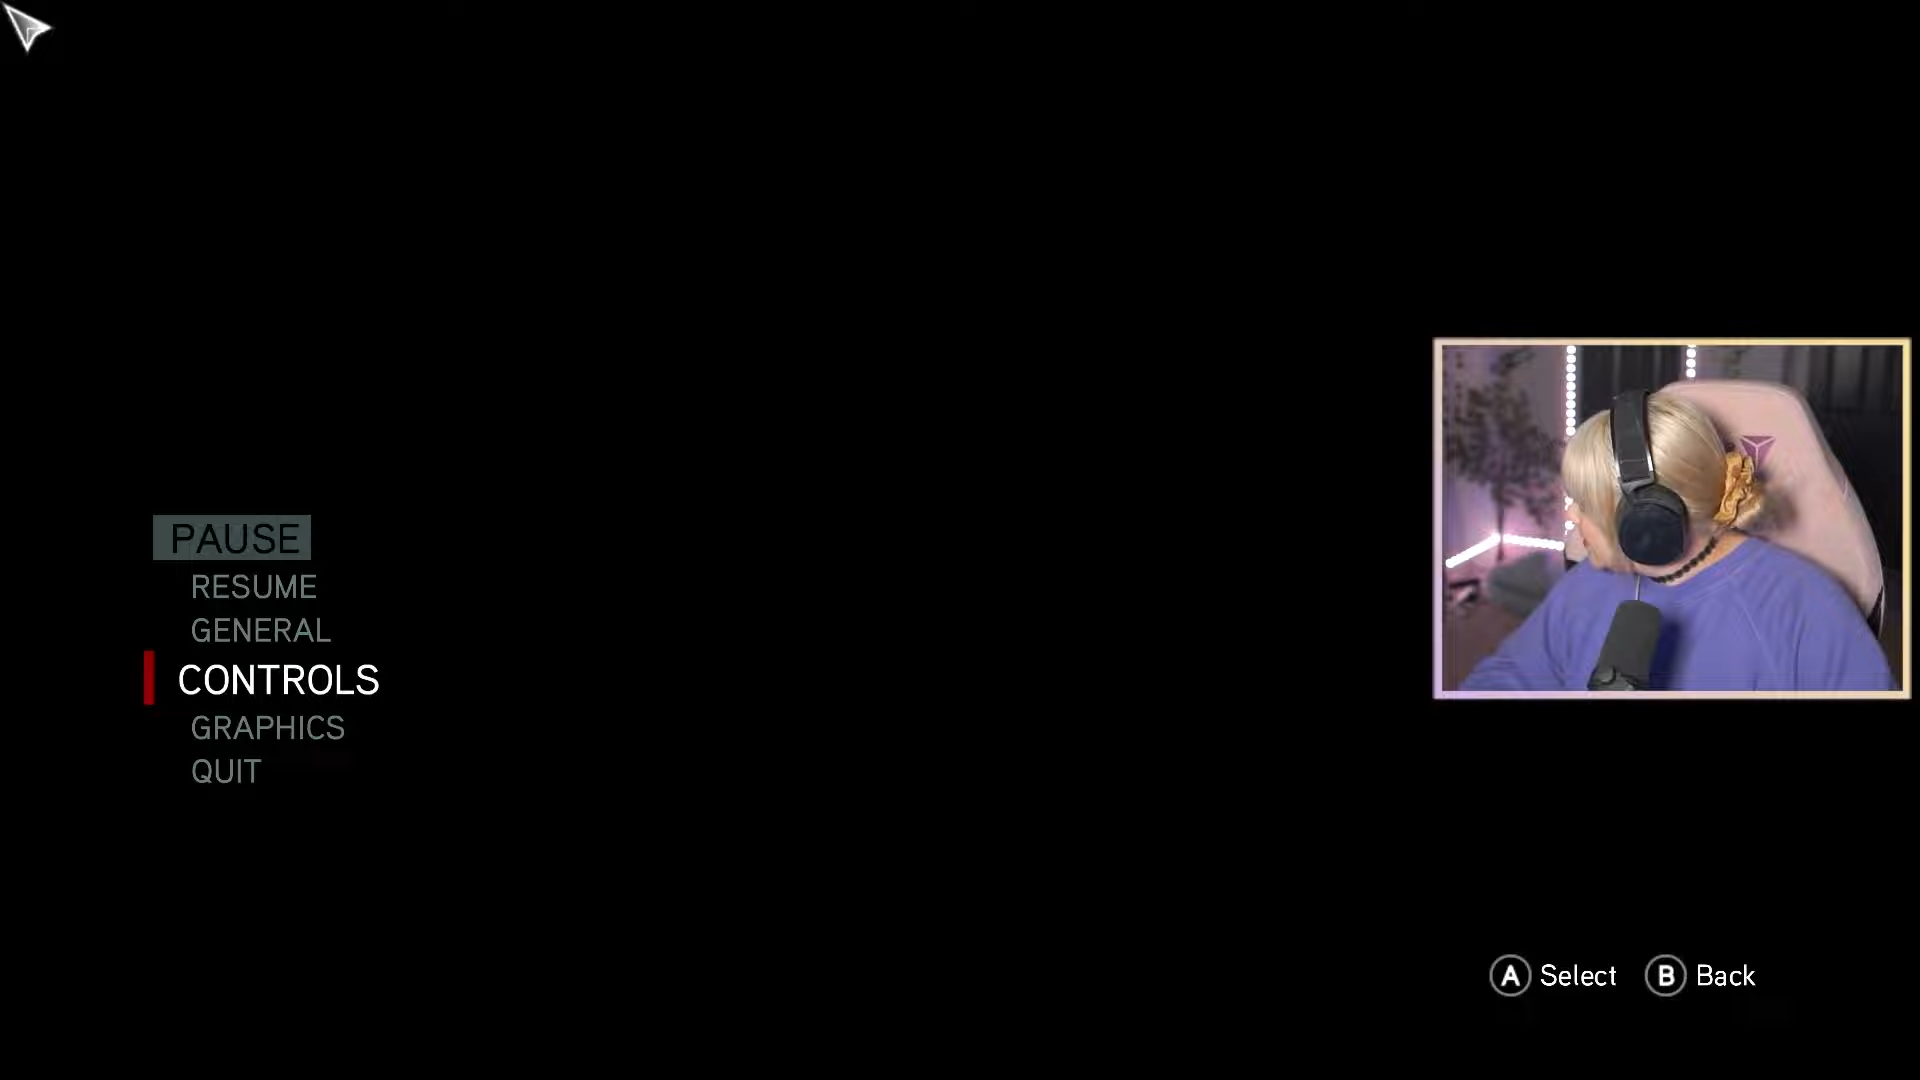 PAUSE
RESUME
GENERAL
CONTROLS
GRAPHICS
QUIT
A Select B Back